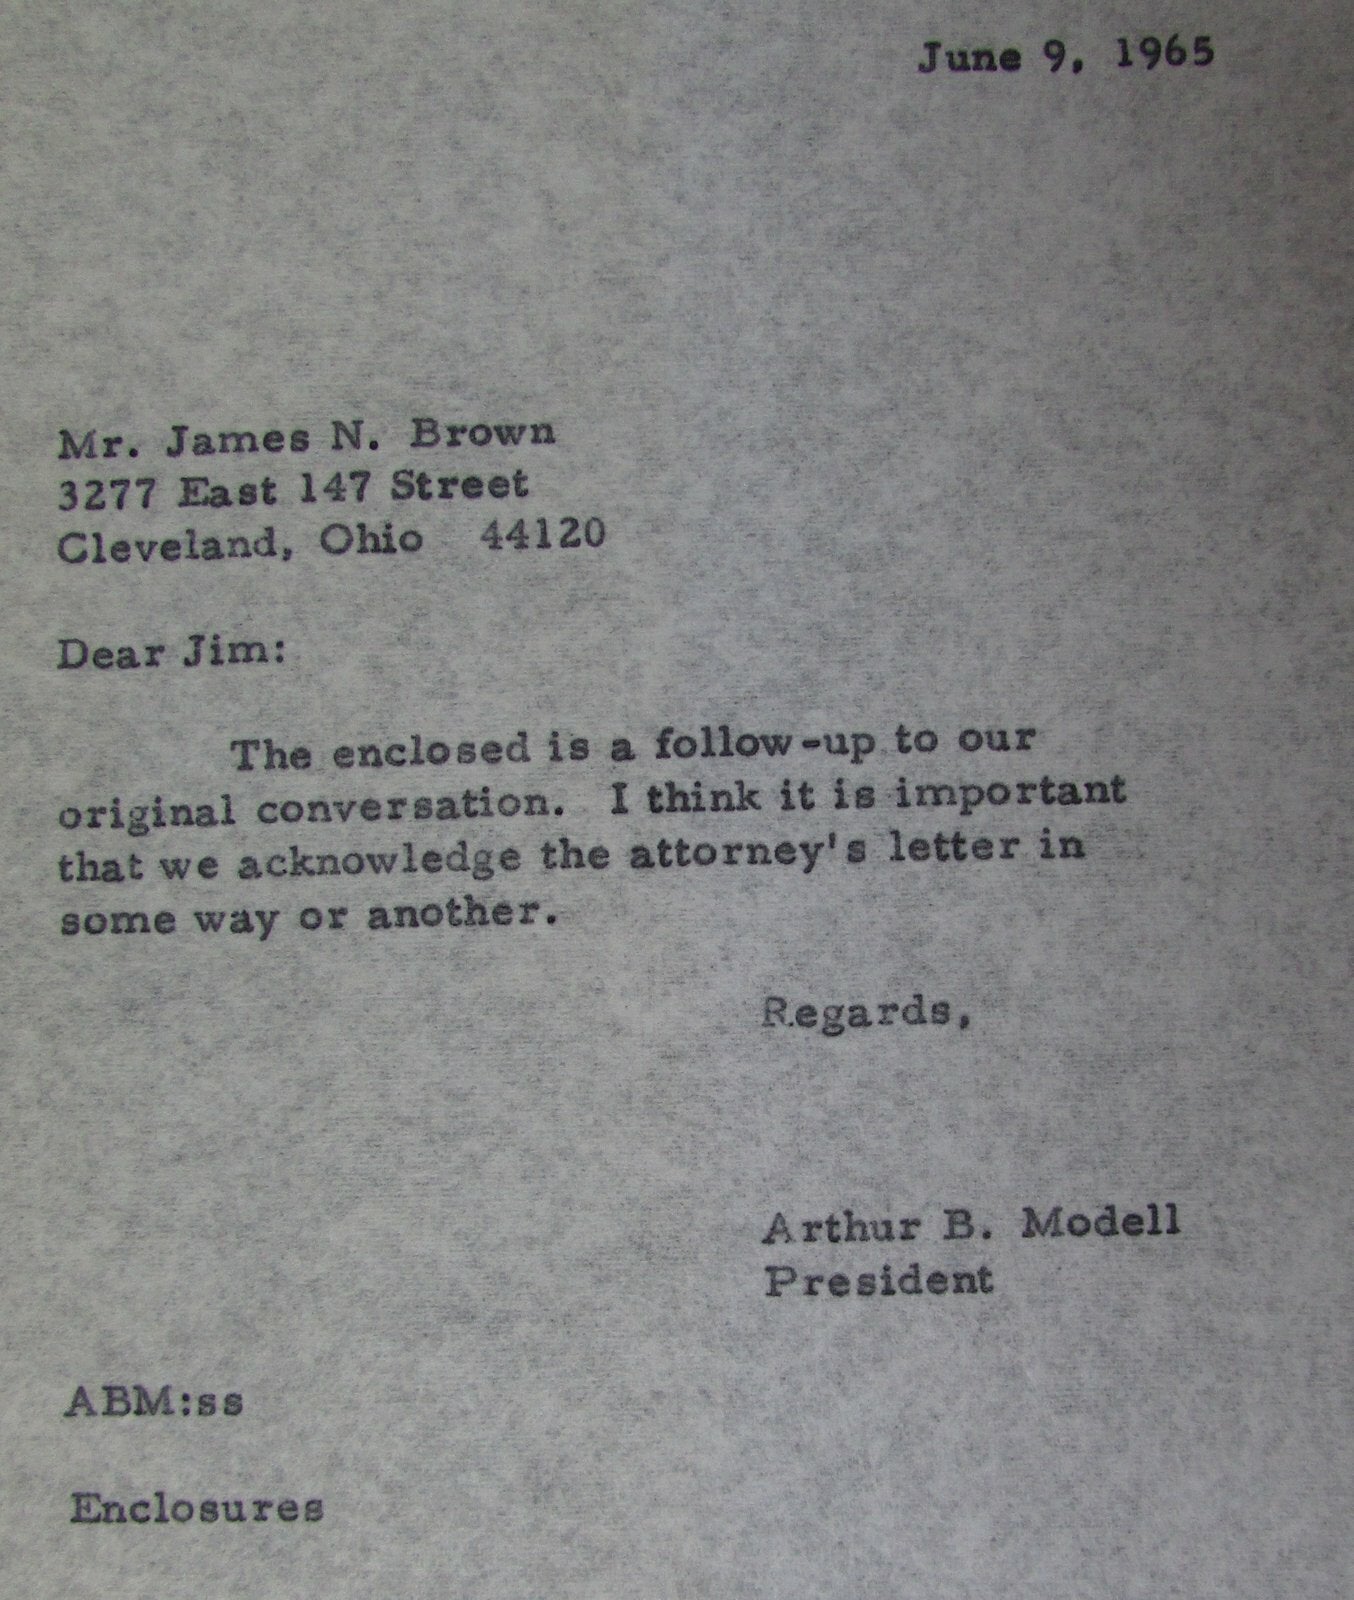 June 9, 1965
Mr. James N. Brown
3277 East 147 Street
Cleveland, Ohio 44120
Dear Jim:
The enclosed is a follow-up to our
original conversation. I think it is important
that we acknowledge the attorney's letter in
some way or another.
Regards,
Arthur B. Modell
President
ABM:ss
Enclosures